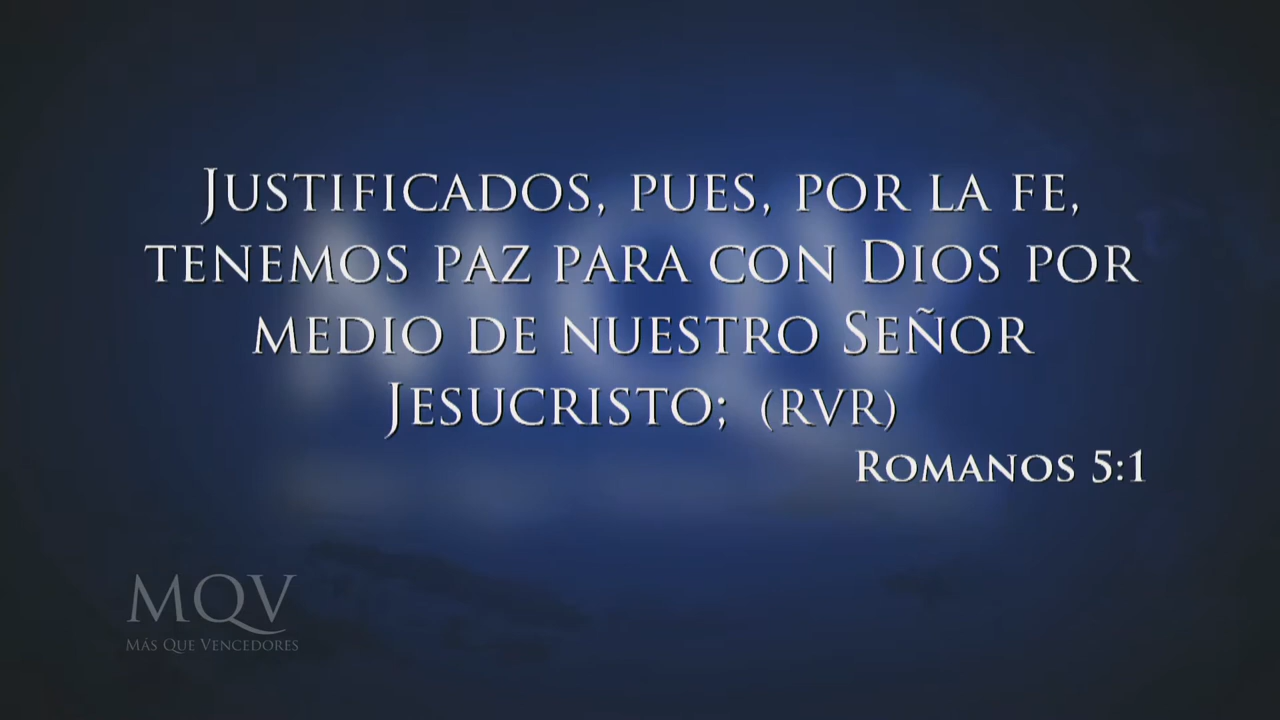 Justificados, pues, por la fe,
tenemos paz para con Dios por
medio de nuestro Señor
Jesucristo; (RVR)
Romanos 5:1
MQV
Más Que Vencedores